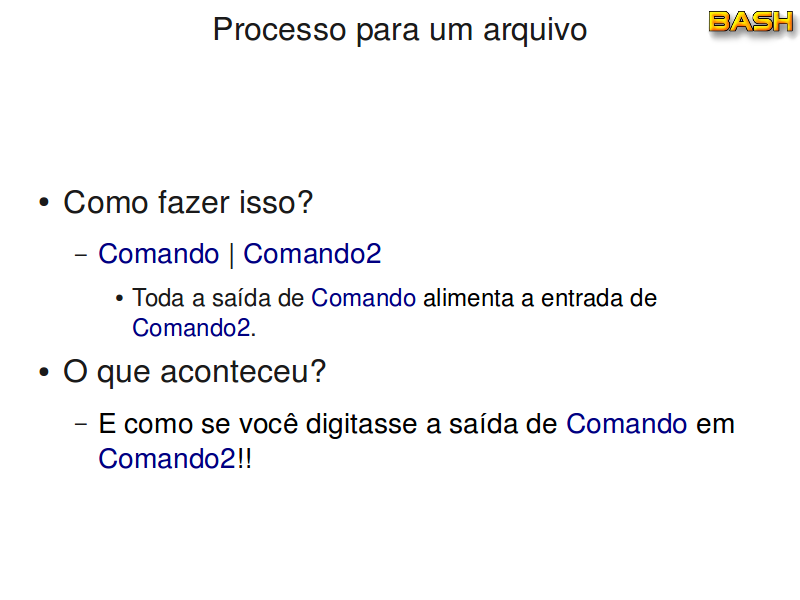 Processo para um arquivo
BASH
• Como fazer isso?
– Comando | Comando2
• Toda a saída de Comando alimenta a entrada de
Comando2.
• O que aconteceu?
– E como se você digitasse a saída de Comando em
Comando2!!